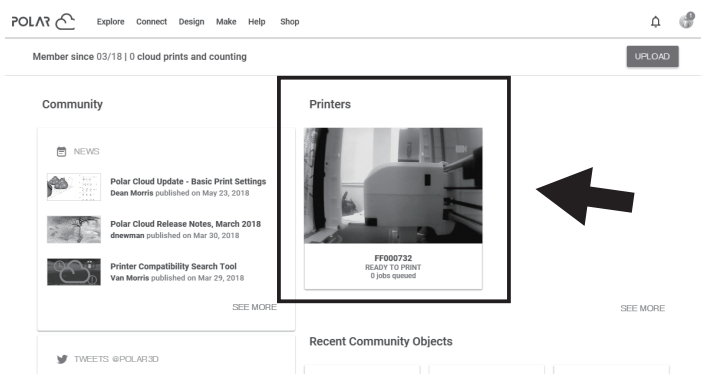 POLAR
Explore Connect Design Make Help Shop
1
Member since 03/18 | 0 cloud prints and counting
UPLOAD
Community
NEWS
Polar Cloud Update - Basic Print Settings
Dean Morris published on May 23, 2018
Polar Cloud Release Notes, March 2018
dnewman published on Mar 30, 2018
Printer Compatibility Search Tool
Van Morris published on Mar 29, 2018
SEE MORE
TWEETS @POLAR3D
Printers
FF000732
READY TO PRINT
0 jobs queued
SEE MORE
Recent Community Objects